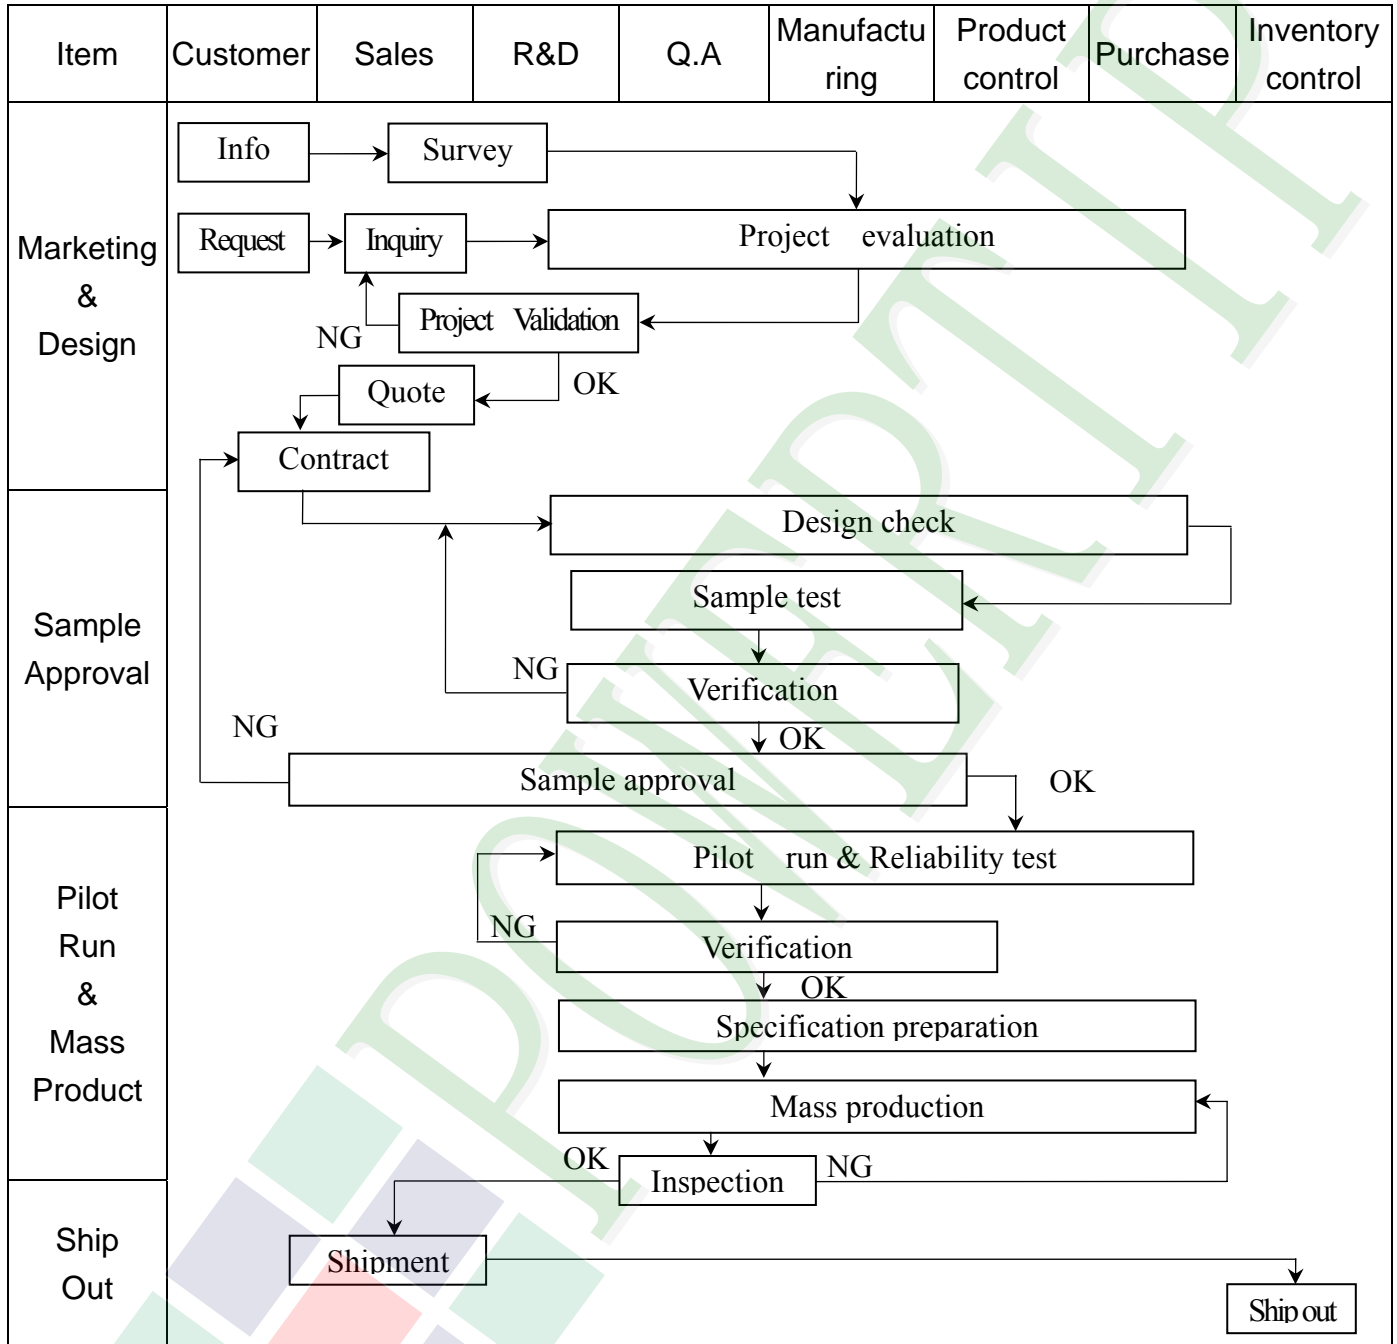 Item
Customer
Sales
R&D
Q.A
Manufactu
ring
Product
control
Purchase
Inventory
control
Marketing
&
Design
Info
Survey
Request
Inquiry
Project evaluation
NG
Project Validation
OK
Quote
Contract
Sample
Approval
Design check
Sample test
NG
Verification
NG
OK
Sample approval
OK
Pilot
Run
&
Mass
Product
Pilot run & Reliability test
NG
Verification
OK
Specification preparation
Mass production
OK
Inspection
NG
Ship
Out
Shipment
Ship out
POWERTIP